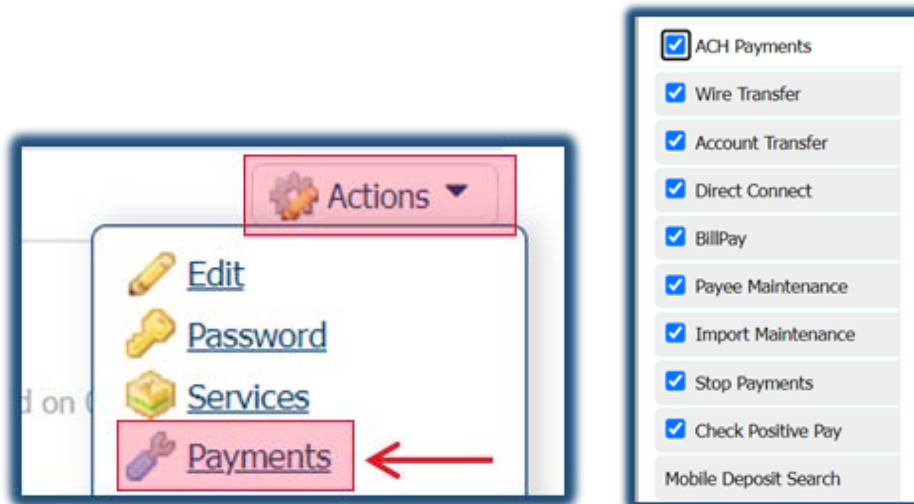 Actions
Edit
Password
d on
Services
Payments
ACH Payments
Wire Transfer
Account Transfer
Direct Connect
BillPay
Payee Maintenance
Import Maintenance
Stop Payments
Check Positive Pay
Mobile Deposit Search